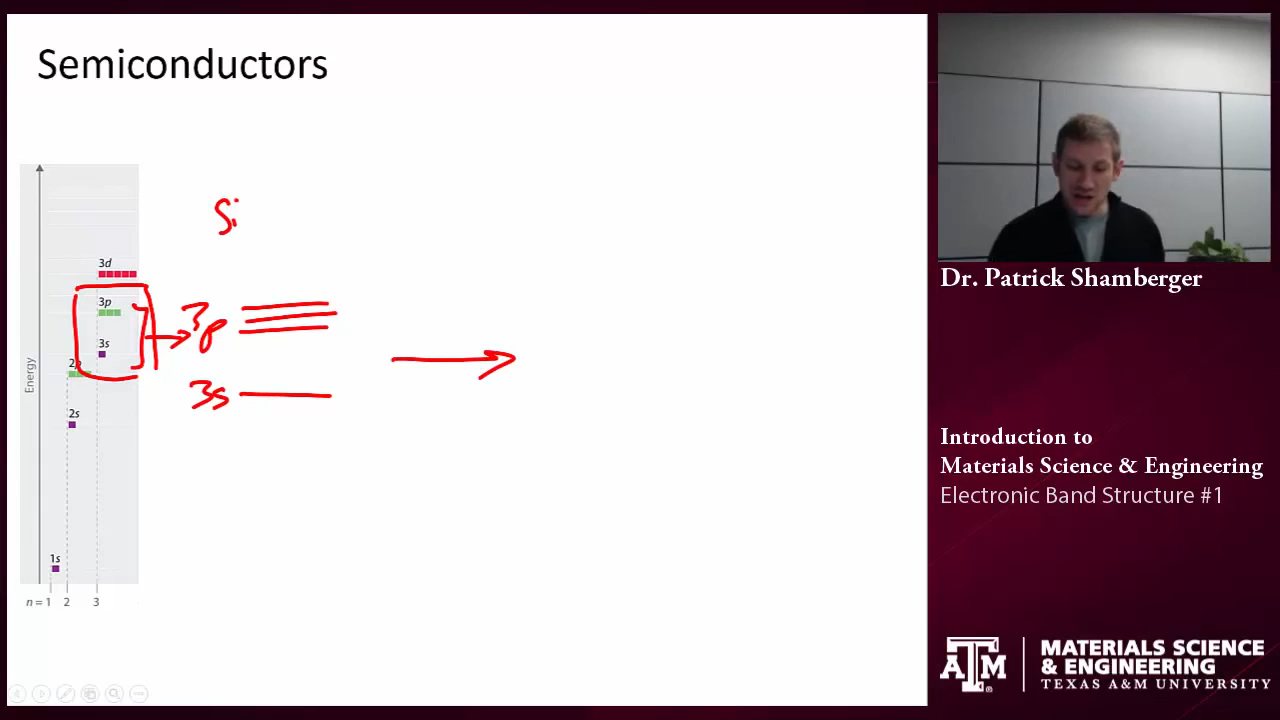 Semiconductors
Si
3d
3p
3s
2p
2s
1s
Energy
n = 1 2 3
3p
3s
Dr. Patrick Shamberger
Introduction to
Materials Science & Engineering
Electronic Band Structure #1
ATM
MATERIALS SCIENCE
& ENGINEERING
TEXAS A&M UNIVERSITY